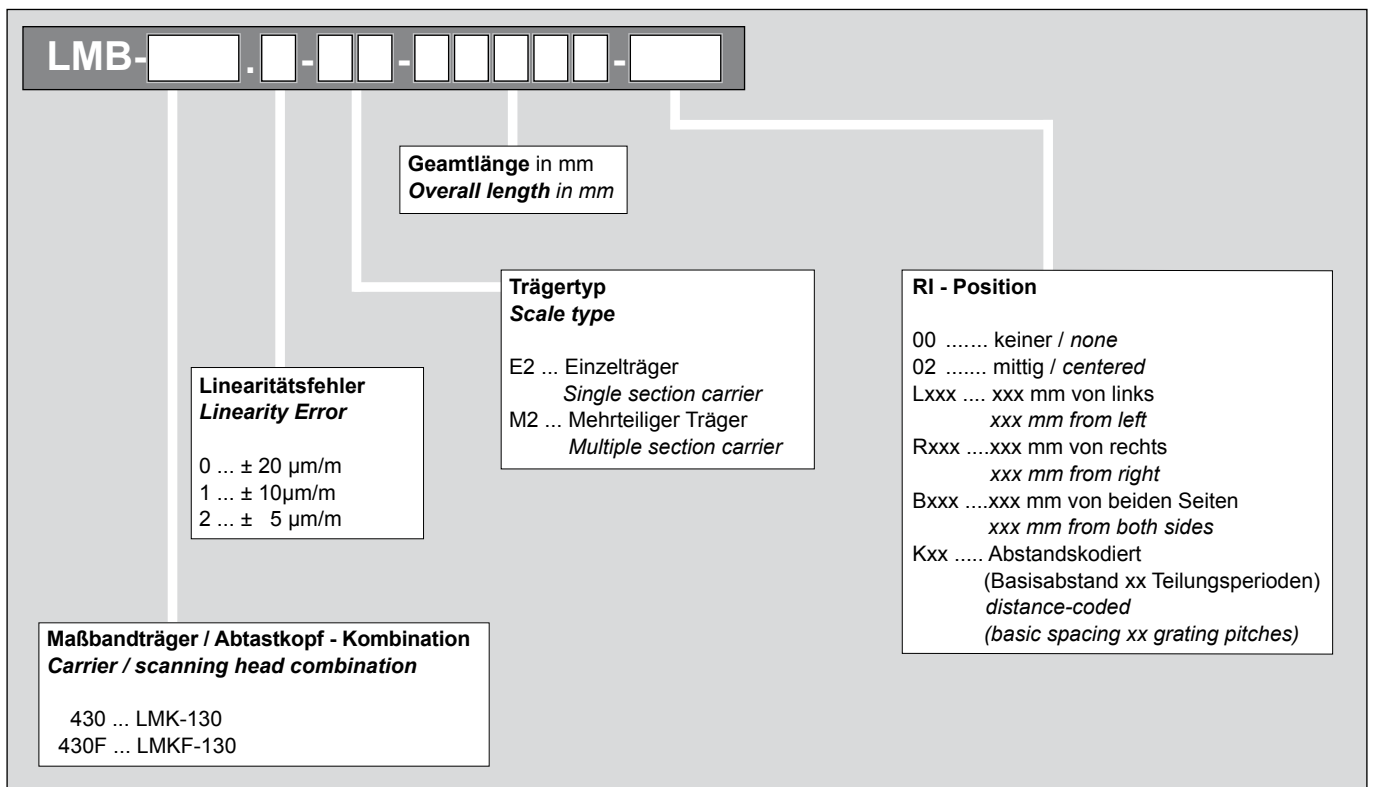 LMB- . - - -
Geamtlänge in mm
Overall length in mm
Trägertyp
Scale type
E2 ... Einzelträger
Single section carrier
M2 ... Mehrteiliger Träger
Multiple section carrier
RI - Position
00 ....... keiner / none
02 ....... mittig / centered
Lxxx .... xxx mm von links
xxx mm from left
Rxxx ....xxx mm von rechts
xxx mm from right
Bxxx ....xxx mm von beiden Seiten
xxx mm from both sides
Kxx ..... Abstandskodiert
(Basisabstand xx Teilungsperioden)
distance-coded
(basic spacing xx grating pitches)
Linearitätsfehler
Linearity Error
0 ... ± 20 µm/m
1 ... ± 10µm/m
2 ... ± 5 µm/m
Maßbandträger / Abtastkopf - Kombination
Carrier / scanning head combination
430 ... LMK-130
430F ... LMKF-130